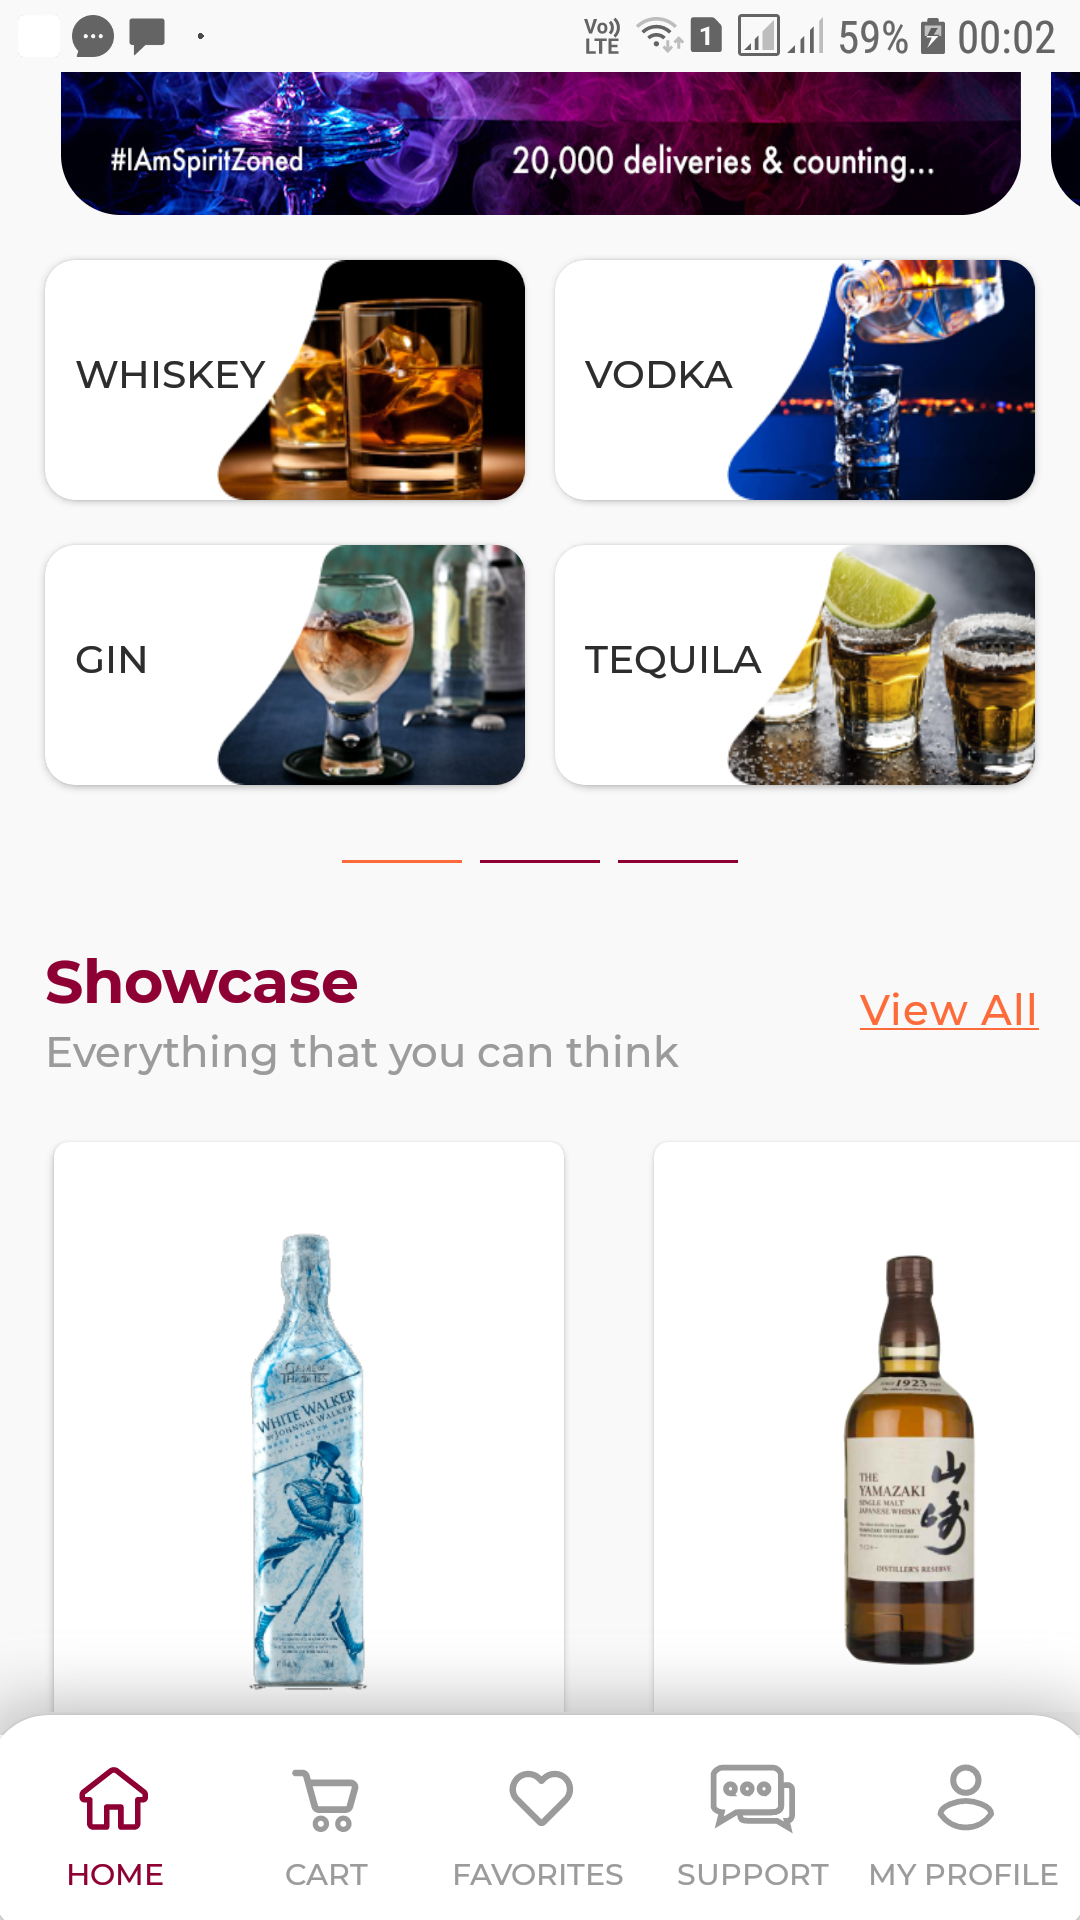 Vo)) LTE 1 59% 00:02
#IAmSpiritZoned 20,000 deliveries & counting...
WHISKEY VODKA
GIN TEQUILA
Showcase
View All
Everything that you can think
GAME OF
THRONES
WHITE WALKER
BY JOHNNIE WALKER
1923
THE
YAMAZAKI
SINGLE MALT
JAPANESE WHISKY
山崎
YAMAZAKI DISTILLERY
DISTILLER'S RESERVE
HOME CART FAVORITES SUPPORT MY PROFILE